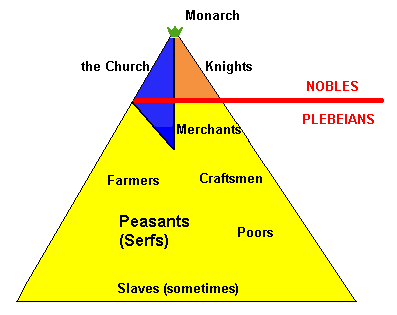 Monarch
the Church
Knights
NOBLES
PLEBEIANS
Merchants
Farmers
Craftsmen
Peasants
(Serfs)
Poors
Slaves (sometimes)